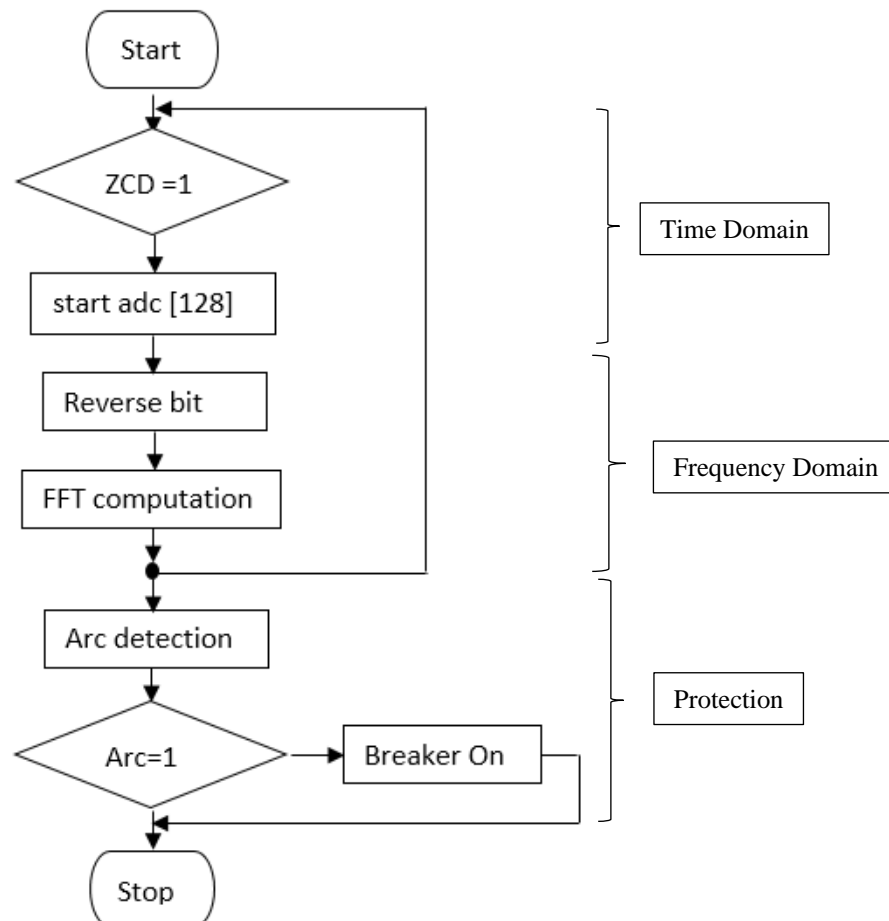 Start
ZCD =1
Time Domain
start adc [128]
Reverse bit
Frequency Domain
FFT computation
Arc detection
Protection
Arc=1
Breaker On
Stop